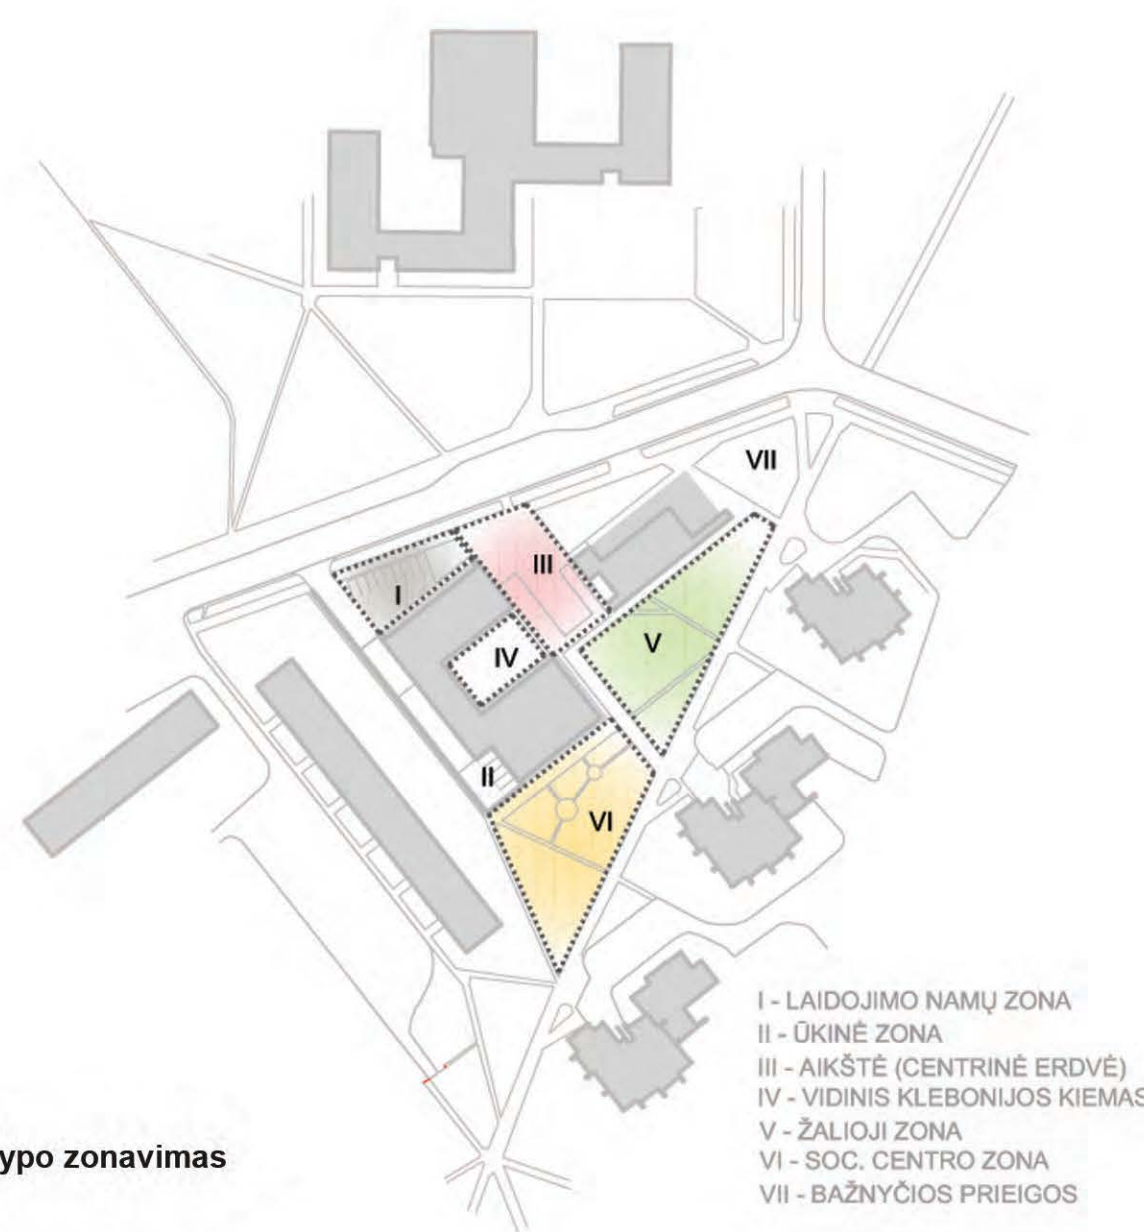 VII
III
I
V
IV
II
VI
I - LAIDOJIMO NAMŲ ZONA
II - ŪKINĖ ZONA
III - AIKŠTĖ (CENTRINĖ ERDVĖ)
IV - VIDINIS KLEBONIJOS KIEMAS
V - ŽALIOJI ZONA
VI - SOC. CENTRO ZONA
ypo zonavimas
VII - BAŽNYČIOS PRIEIGOS